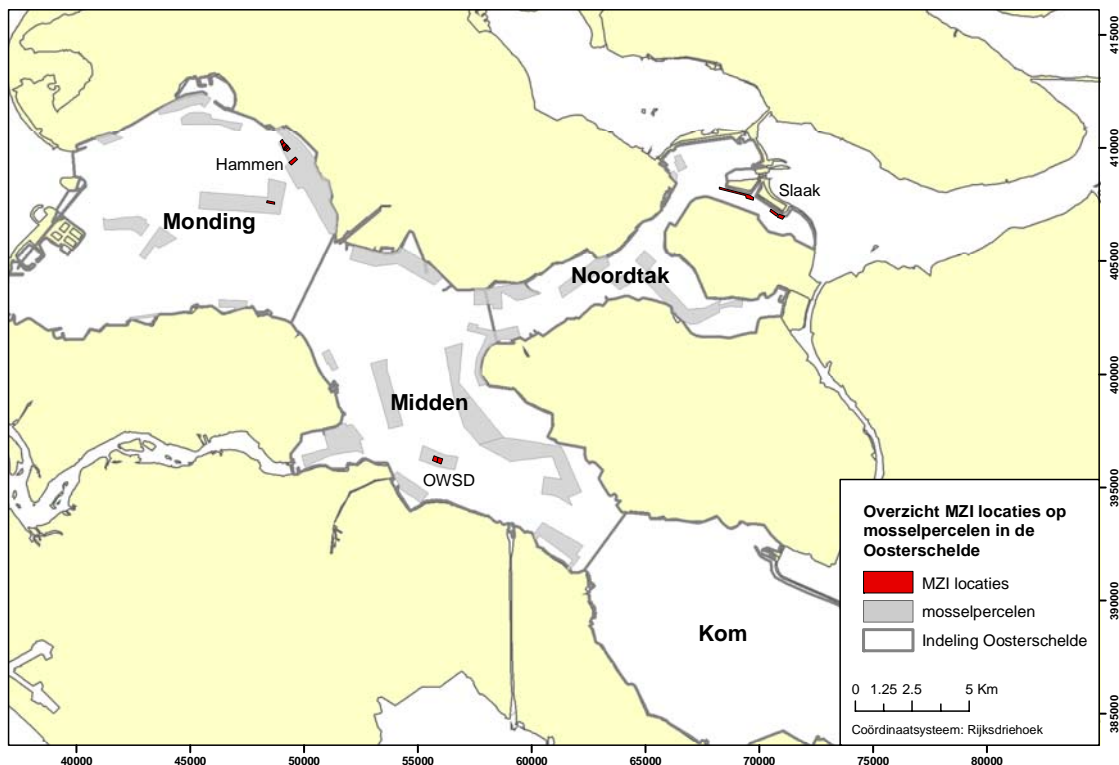 Hammen
Monding
Slaak
Noordtak
Midden
OWSD
Kom
Overzicht MZI locaties op
mosselpercelen in de
Oosterschelde
MZI locaties
mosselpercelen
Indeling Oosterschelde
0 1.25 2.5 5 Km
Coördinaatsysteem: Rijksdriehoek
415000
410000
405000
400000
395000
390000
385000
40000 45000 50000 55000 60000 65000 70000 75000 80000